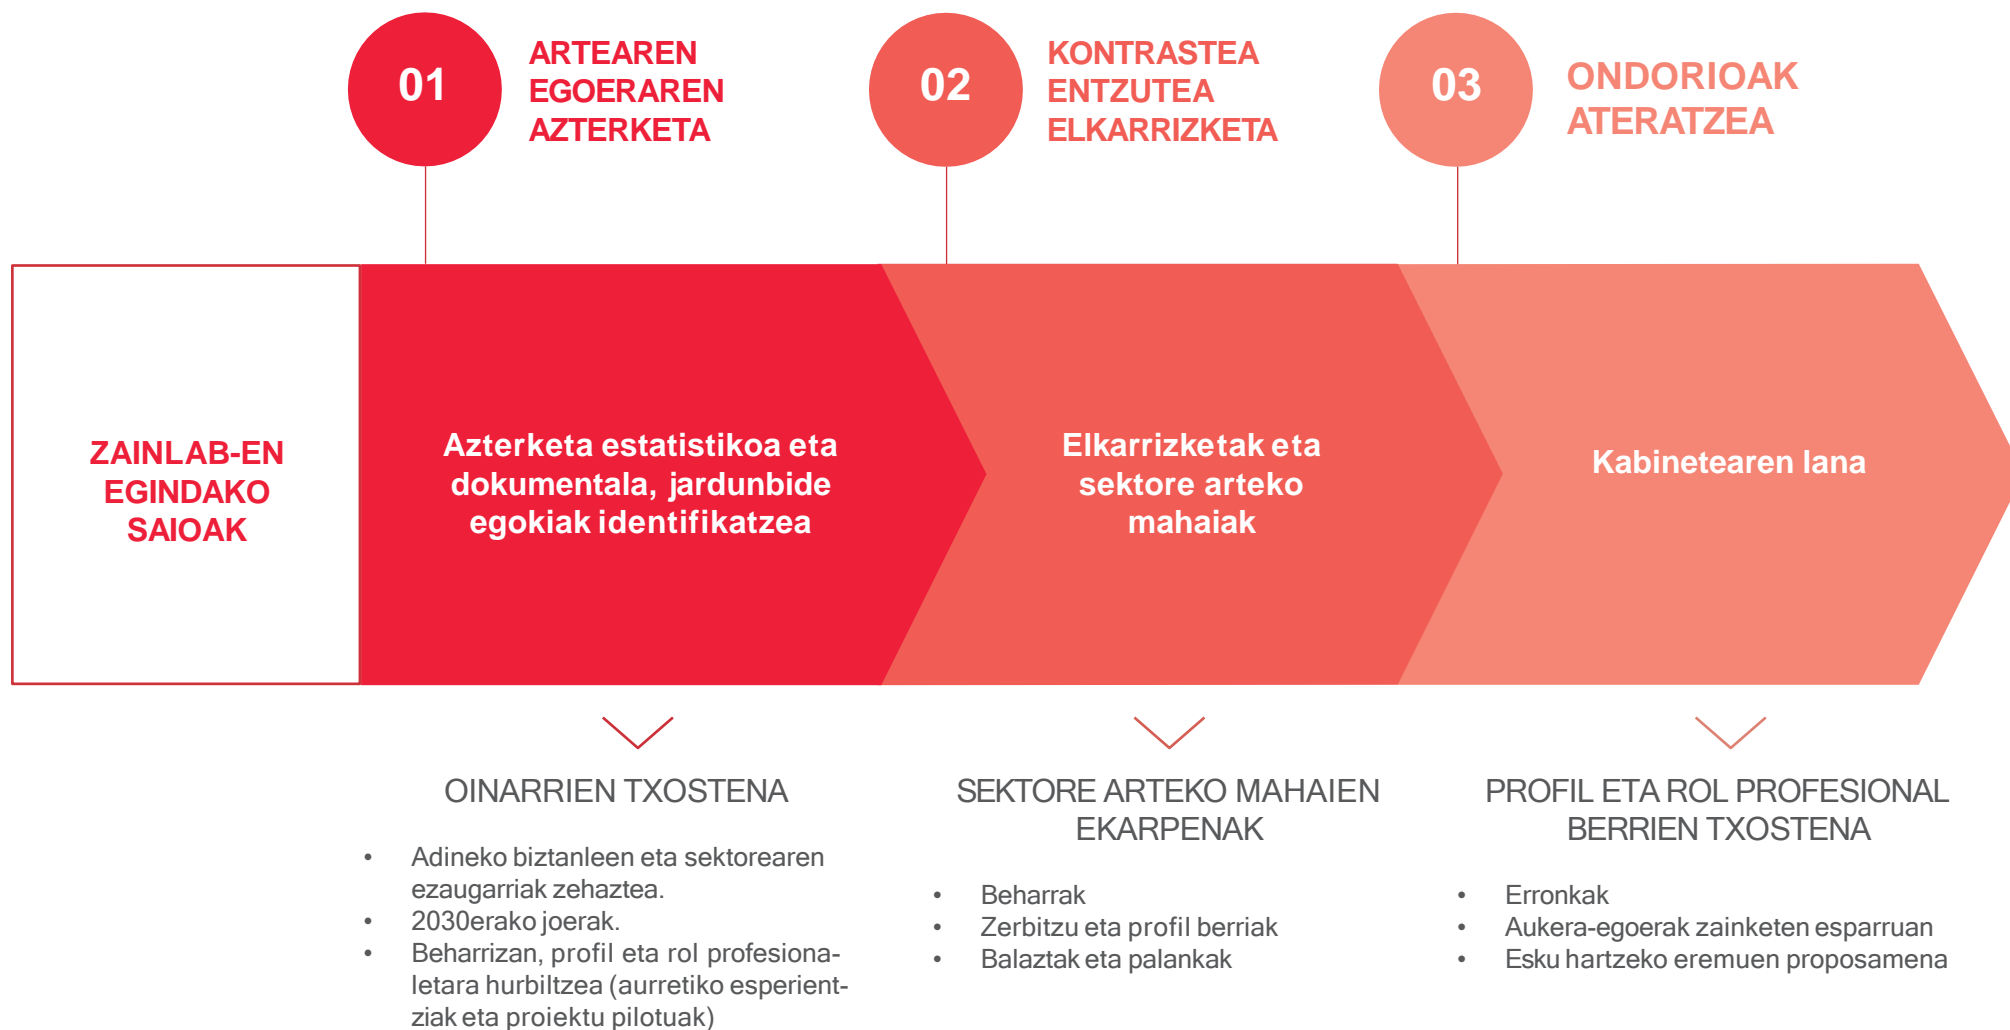 01
ARTEAREN
EGOERAREN
AZTERKETA
02
KONTRASTEA
ENTZUTEA
ELKARRIZKETA
03
ONDORIOAK
ATERATZEA
ZAINLAB-EN
EGINDAKO
SAIOAK
Azterketa estatistikoa eta
dokumentala, jardunbide
egokiak identifikatzea
Elkarrizketak eta
sektore arteko
mahaiak
Kabinetearen lana
OINARRIEN TXOSTENA
• Adineko biztanleen eta sektorearen
ezaugarriak zehaztea.
• 2030erako joerak.
• Beharrizan, profil eta rol profesiona-
letara hurbiltzea (aurretiko esperient-
ziak eta proiektu pilotuak)
SEKTORE ARTEKO MAHAIEN
EKARPENAK
• Beharrak
• Zerbitzu eta profil berriak
• Balaztak eta palankak
PROFIL ETA ROL PROFESIONAL
BERRIEN TXOSTENA
• Erronkak
• Aukera-egoerak zainketen esparruan
• Esku hartzeko eremuen proposamena